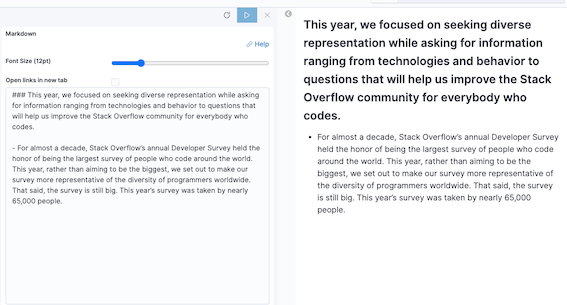 Markdown
Help
Font Size (12pt)
Open links in new tab
### This year, we focused on seeking diverse representation while asking
for information ranging from technologies and behavior to questions that
will help us improve the Stack Overflow community for everybody who
codes.
- For almost a decade, Stack Overflow's annual Developer Survey held the
honor of being the largest survey of people who code around the world.
This year, rather than aiming to be the biggest, we set out to make our
survey more representative of the diversity of programmers worldwide.
That said, the survey is still big. This year's survey was taken by nearly
65,000 people.
This year, we focused on seeking diverse
representation while asking for information
ranging from technologies and behavior to
questions that will help us improve the Stack
Overflow community for everybody who
codes.
• For almost a decade, Stack Overflow's annual Developer Survey
held the honor of being the largest survey of people who code
around the world. This year, rather than aiming to be the
biggest, we set out to make our survey more representative of
the diversity of programmers worldwide. That said, the survey
is still big. This year's survey was taken by nearly 65,000
people.